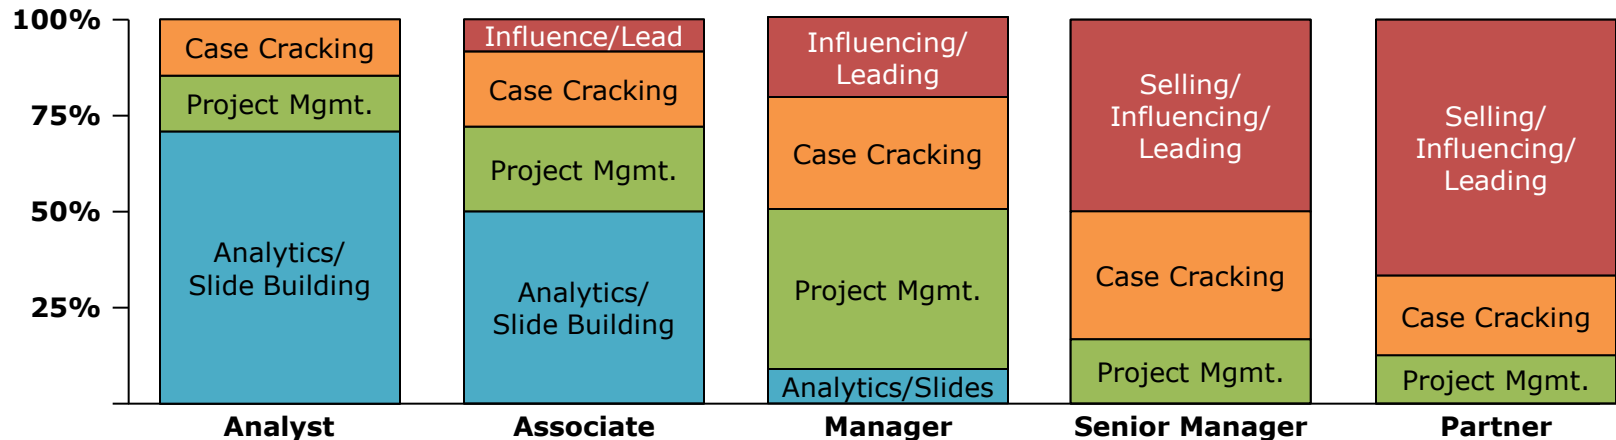 100%
75%
50%
25%
Case Cracking
Project Mgmt.
Analytics/
Slide Building
Analyst
Influence/Lead
Case Cracking
Project Mgmt.
Analytics/
Slide Building
Associate
Influencing/
Leading
Case Cracking
Project Mgmt.
Analytics/Slides
Manager
Selling/
Influencing/
Leading
Case Cracking
Project Mgmt.
Senior Manager
Selling/
Influencing/
Leading
Case Cracking
Project Mgmt.
Partner